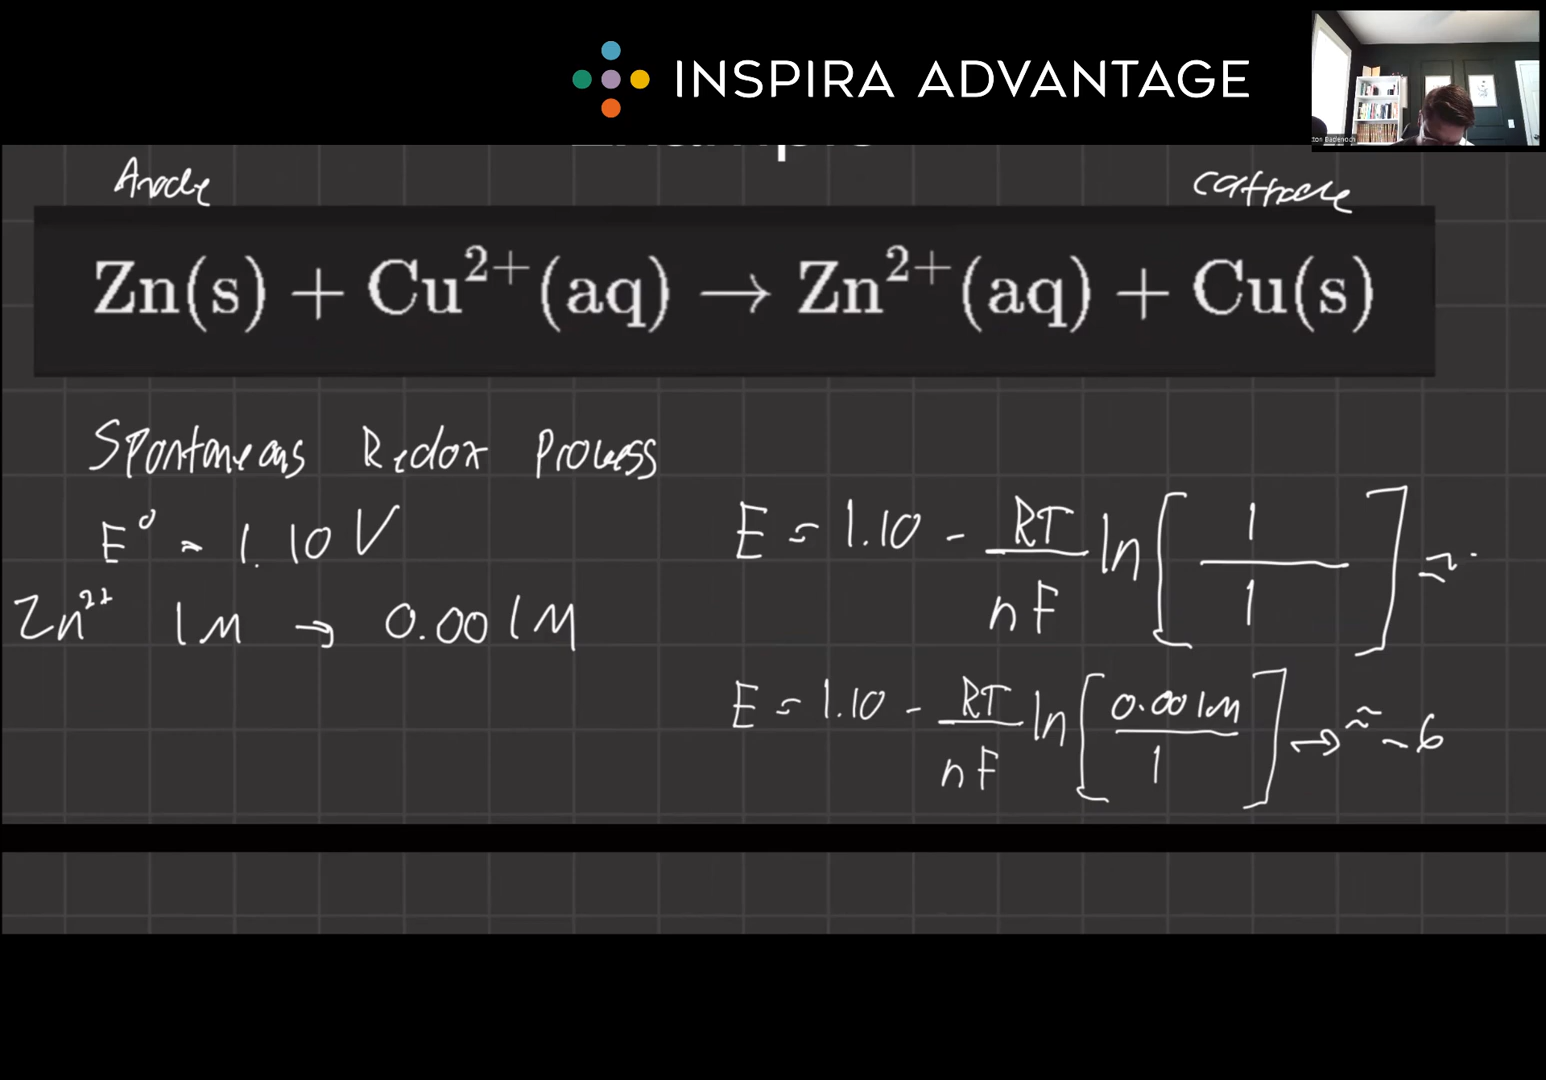 INSPIRA ADVANTAGE
Anode
Cathode
Zn(s) + Cu²⁺(aq) → Zn²⁺(aq) + Cu(s)
Spontaneous Redox Process
E⁰ = 1.10 V
Zn²⁺ 1M → 0.001M
E = 1.10 - RT/nF ln[1/1] ≈
E = 1.10 - RT/nF ln[0.001M/1] → ≈ -6